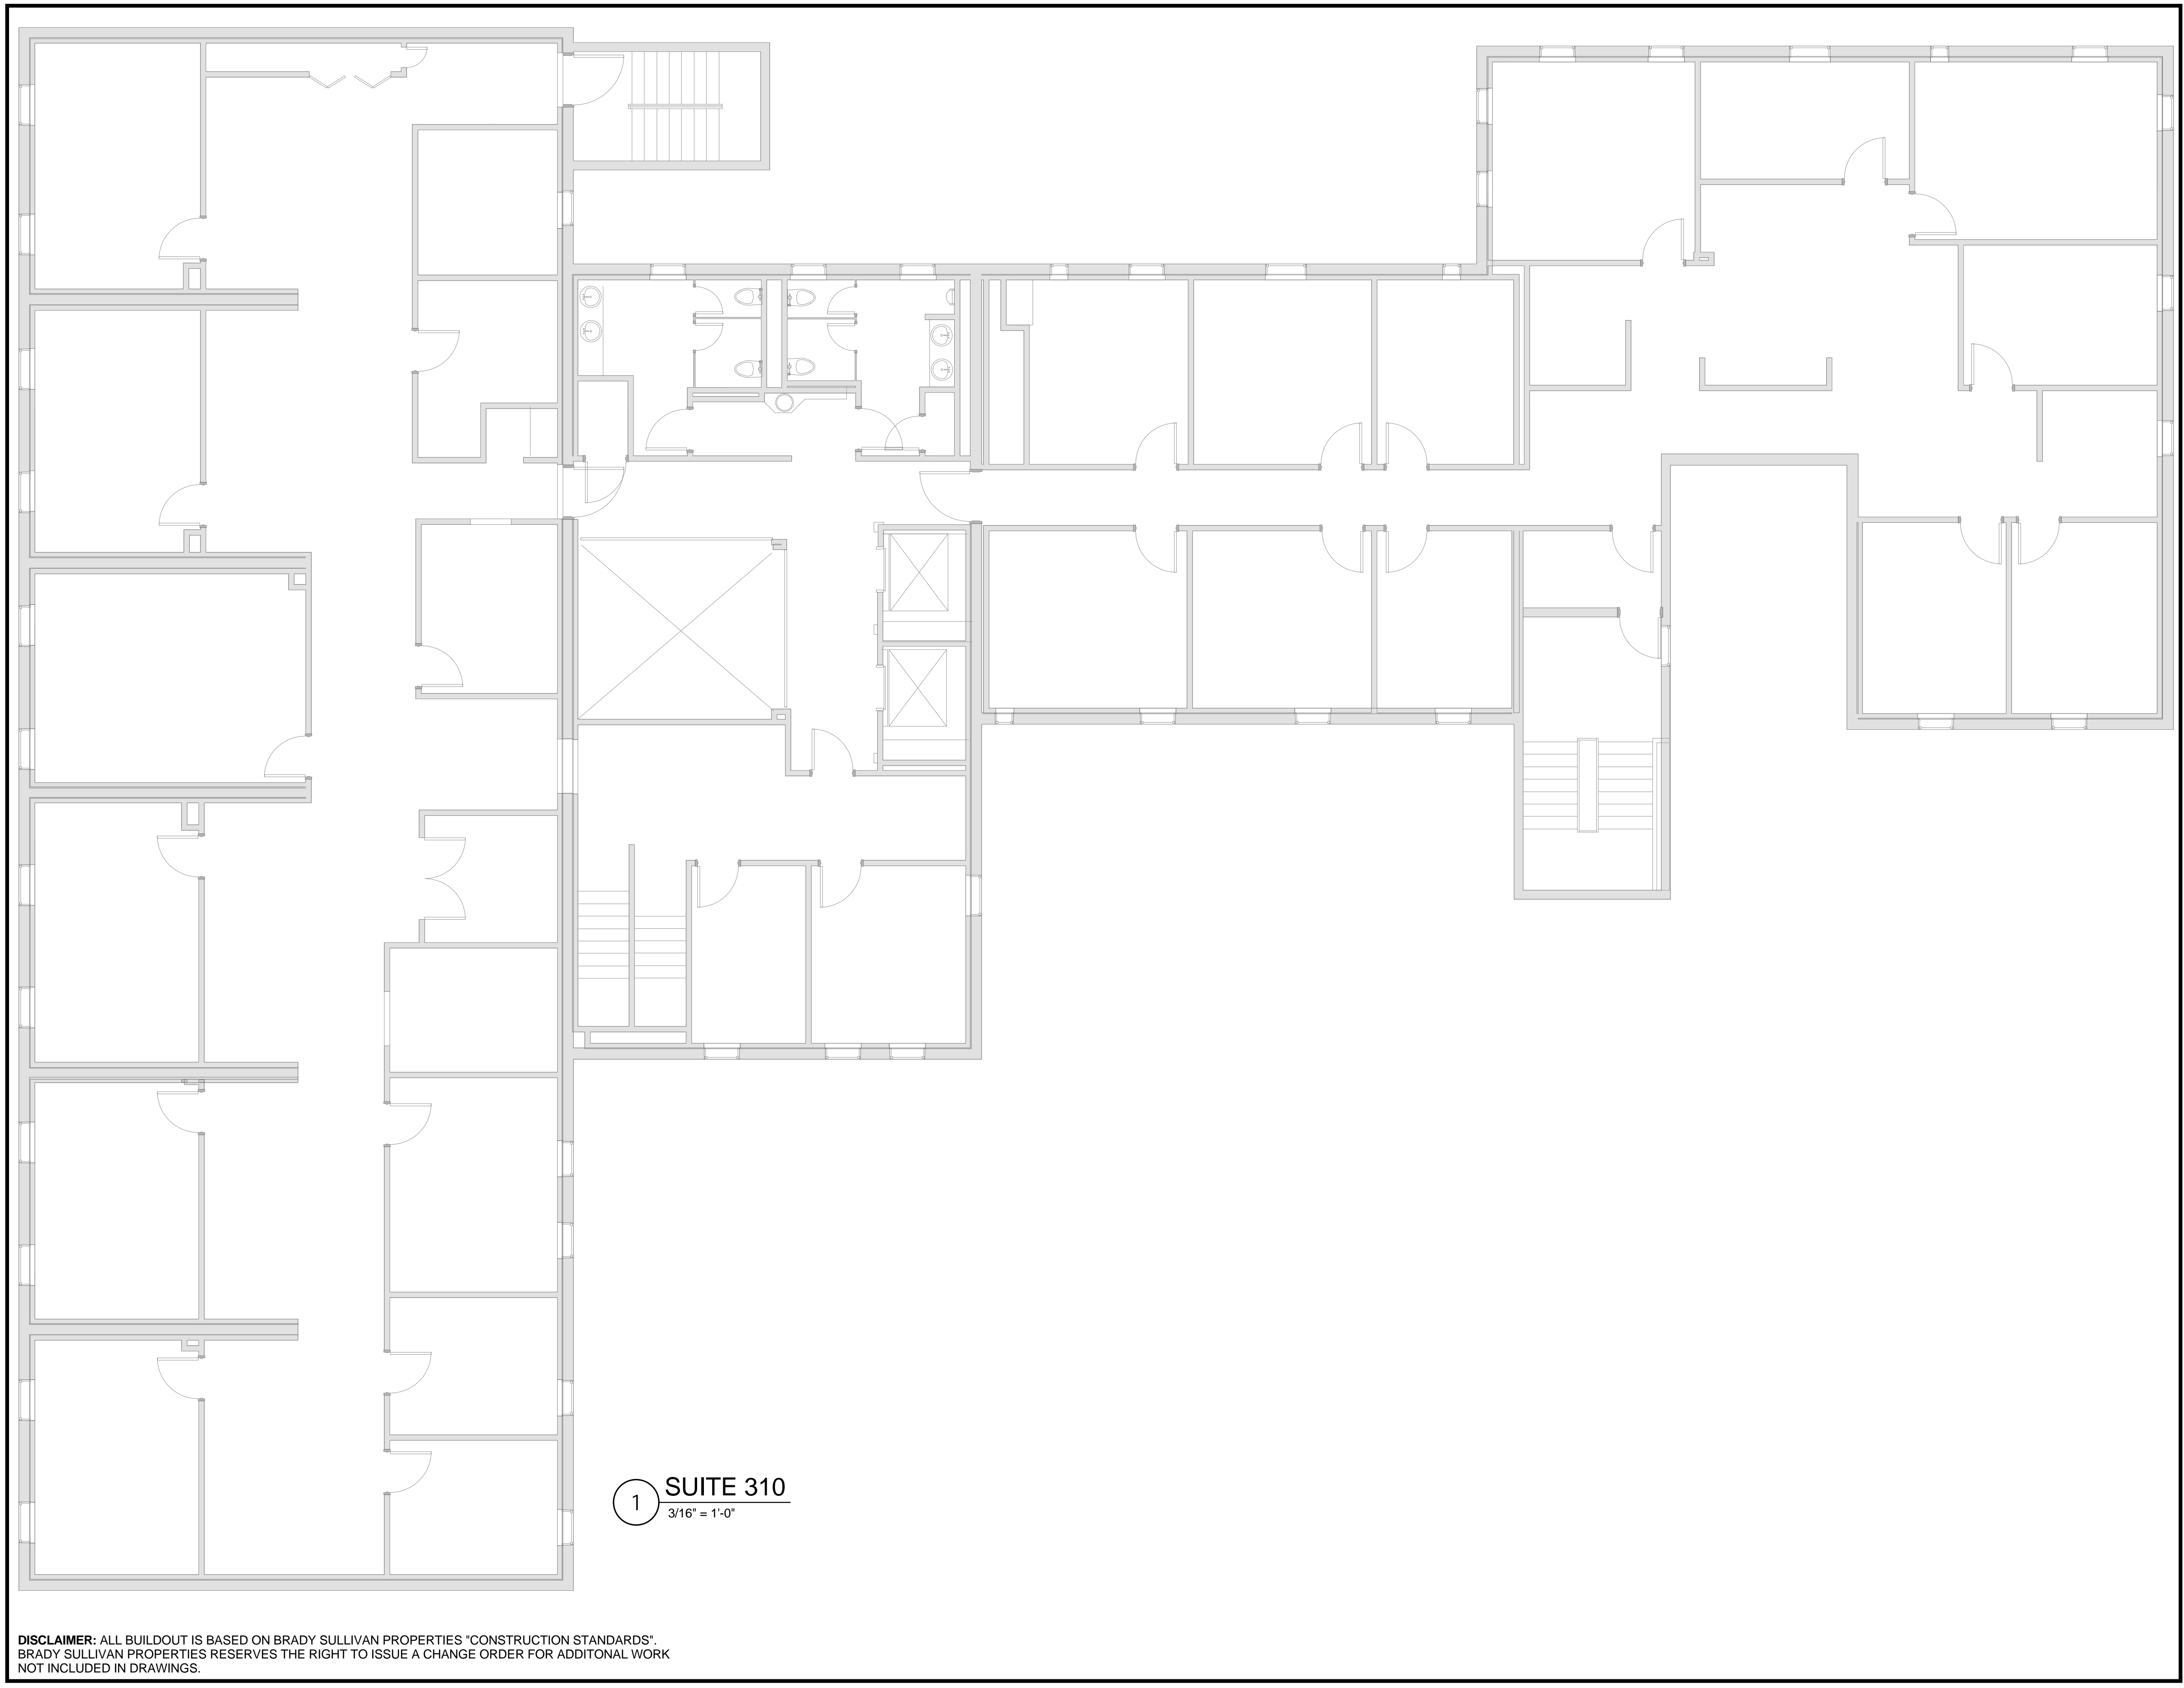 1
SUITE 310
3/16" = 1'-0"
DISCLAIMER: ALL BUILDOUT IS BASED ON BRADY SULLIVAN PROPERTIES "CONSTRUCTION STANDARDS".
BRADY SULLIVAN PROPERTIES RESERVES THE RIGHT TO ISSUE A CHANGE ORDER FOR ADDITONAL WORK
NOT INCLUDED IN DRAWINGS.